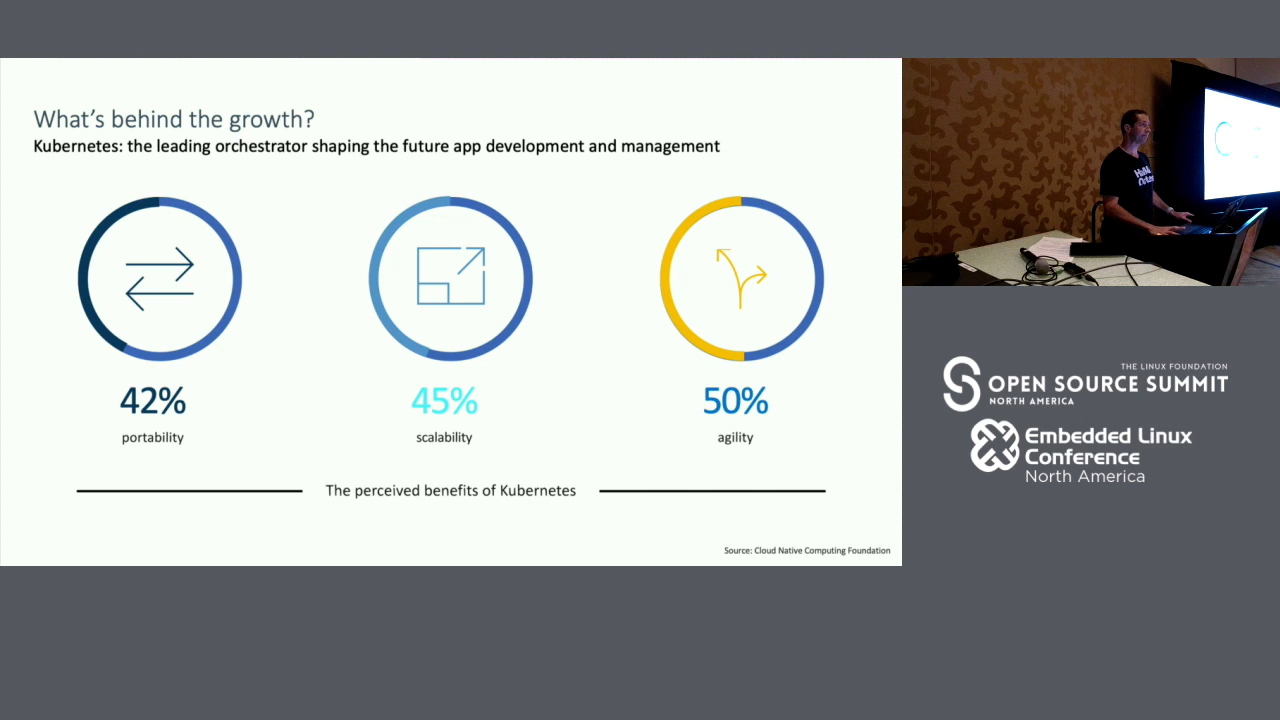 What's behind the growth?
Kubernetes: the leading orchestrator shaping the future app development and management
42%
portability
45%
scalability
50%
agility
The perceived benefits of Kubernetes
Source: Cloud Native Computing Foundation
THE LINUX FOUNDATION
OPEN SOURCE SUMMIT
NORTH AMERICA
Embedded Linux
Conference
North America